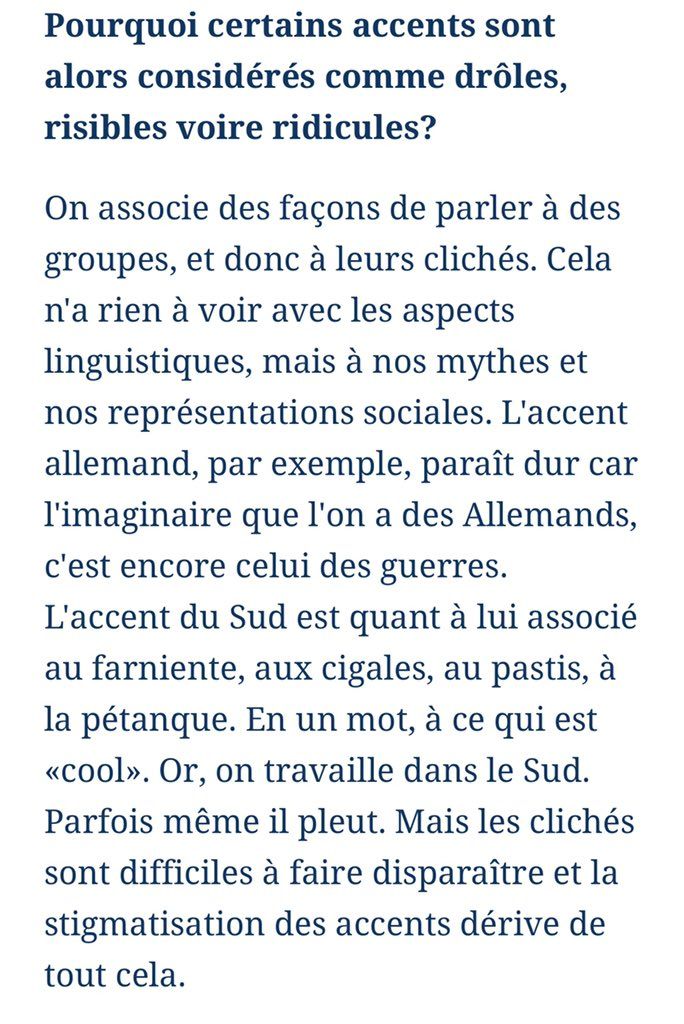 Pourquoi certains accents sont
alors considérés comme drôles,
risibles voire ridicules?
On associe des façons de parler à des
groupes, et donc à leurs clichés. Cela
n'a rien à voir avec les aspects
linguistiques, mais à nos mythes et
nos représentations sociales. L'accent
allemand, par exemple, paraît dur car
l'imaginaire que l'on a des Allemands,
c'est encore celui des guerres.
L'accent du Sud est quant à lui associé
au farniente, aux cigales, au pastis, à
la pétanque. En un mot, à ce qui est
«cool». Or, on travaille dans le Sud.
Parfois même il pleut. Mais les clichés
sont difficiles à faire disparaître et la
stigmatisation des accents dérive de
tout cela.